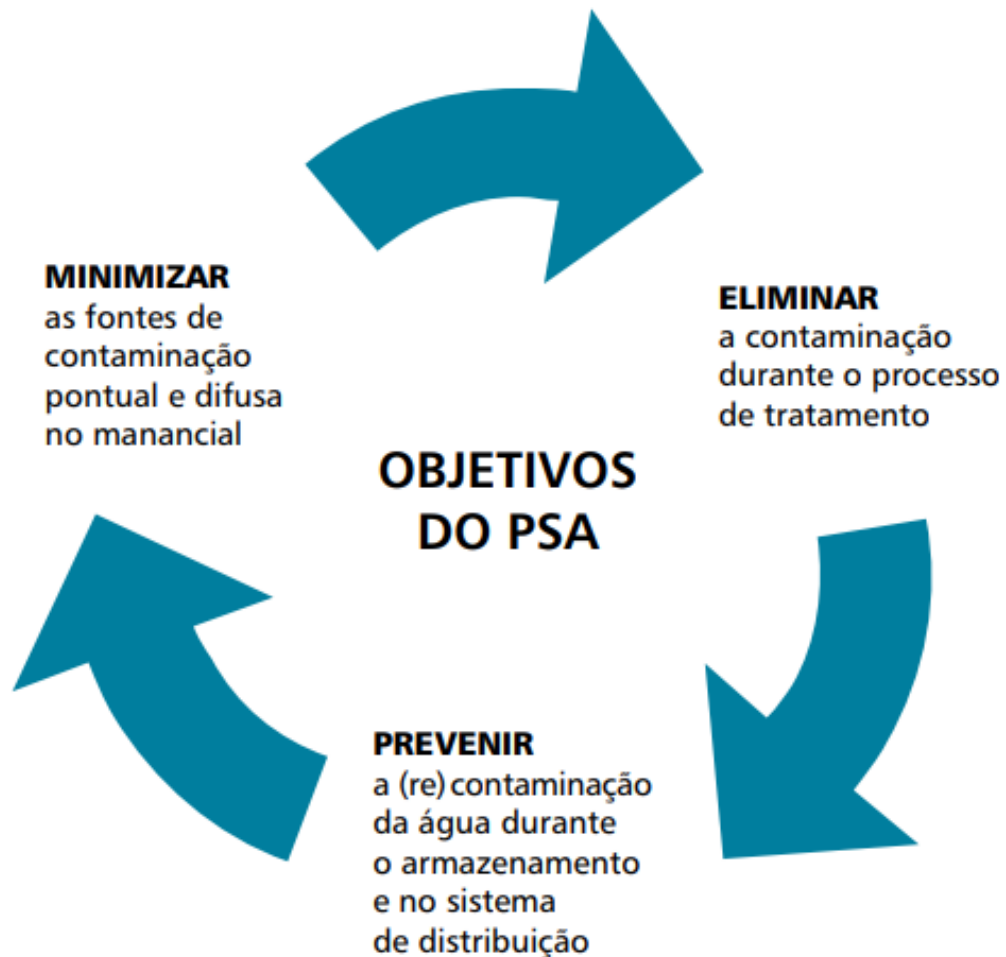 MINIMIZAR
as fontes de
contaminação
pontual e difusa
no manancial
ELIMINAR
a contaminação
durante o processo
de tratamento
OBJETIVOS
DO PSA
PREVENIR
a (re) contaminação
da água durante
o armazenamento
e no sistema
de distribuição